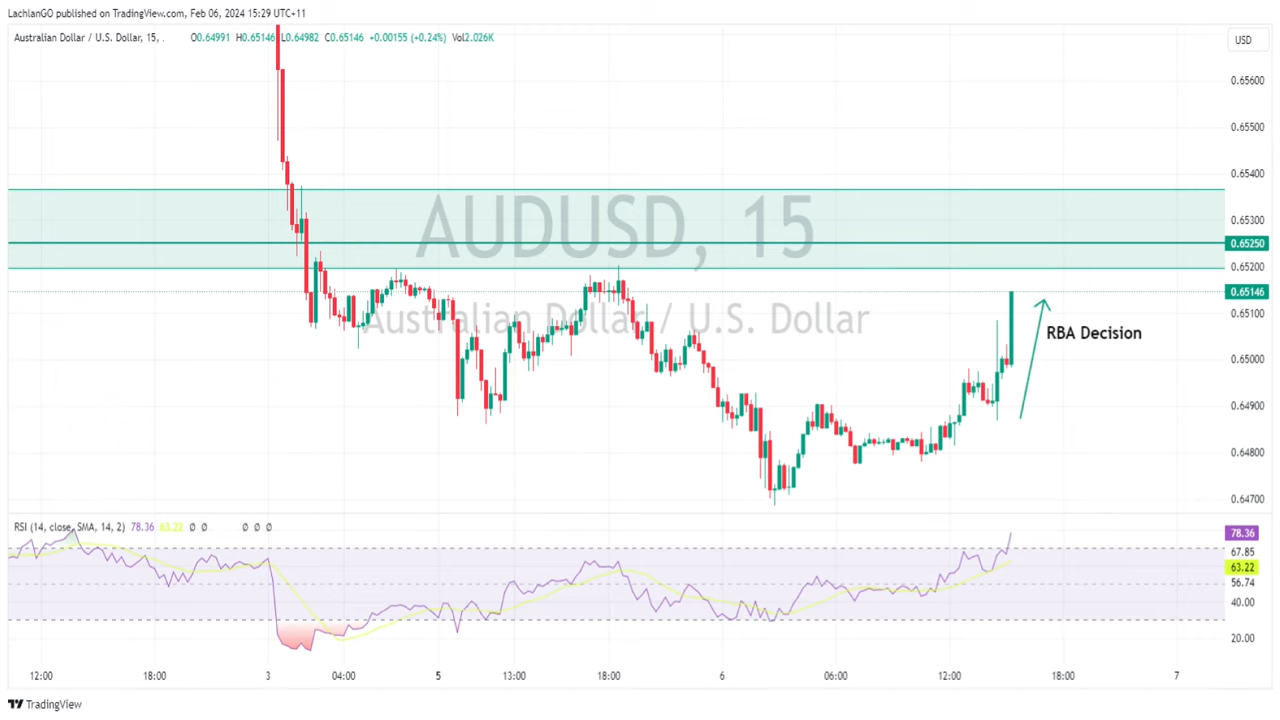 LachlanGO published on TradingView.com, Feb 06, 2024 15:29 UTC+11
Australian Dollar / U.S. Dollar, 15, . O0.64991 H0.65146 L0.64982 C0.65146 +0.00155 (+0.24%) Vol2.026K
USD
0.65600
0.65500
0.65400
0.65300
AUDUSD, 15
0.65250
0.65200
0.65146
Australian Dollar / U.S. Dollar
0.65100
RBA Decision
0.65000
0.64900
0.64800
0.64700
RSI (14, close, SMA, 14, 2) 78.36 63.22 Ø Ø Ø Ø Ø
78.36
67.85
63.22
56.74
40.00
20.00
12:00 18:00 3 04:00 5 13:00 18:00 6 06:00 12:00 18:00 7
TradingView